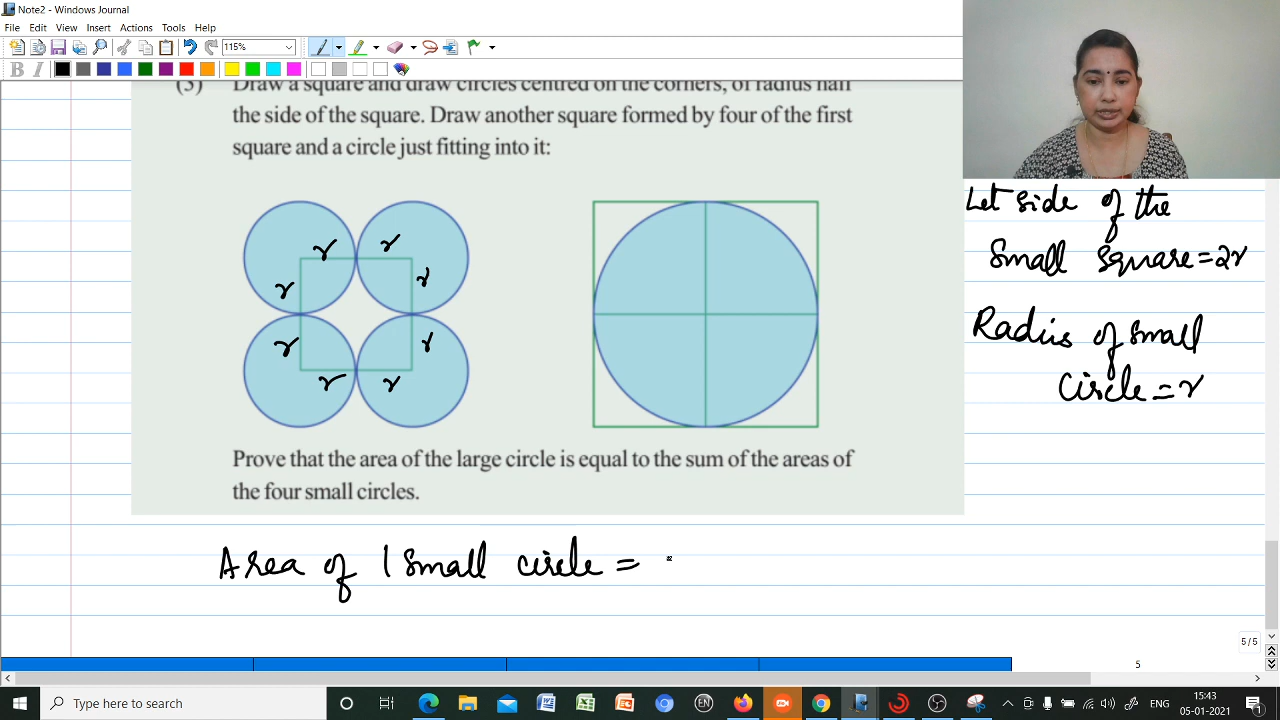 Note2 - Windows Journal
File Edit View Insert Actions Tools Help
115%
B I
(3) Draw a square and draw circles centred on the corners, of radius half
the side of the square. Draw another square formed by four of the first
square and a circle just fitting into it:
Let side of the
Small square = 2r
r r
r r
Radius of small
r r
Circle = r
r r
Prove that the area of the large circle is equal to the sum of the areas of
the four small circles.
Area of 1 Small circle =
5/5
5
Type here to search
EN
ENG
15:43
05-01-2021